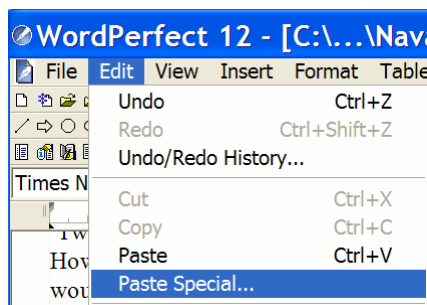 WordPerfect 12 - [C:\...\Nava
File Edit View Insert Format Table
Undo Ctrl+Z
Redo Ctrl+Shift+Z
Undo/Redo History...
Times N
Cut Ctrl+X
Copy Ctrl+C
Paste Ctrl+V
How
Paste Special...
wou